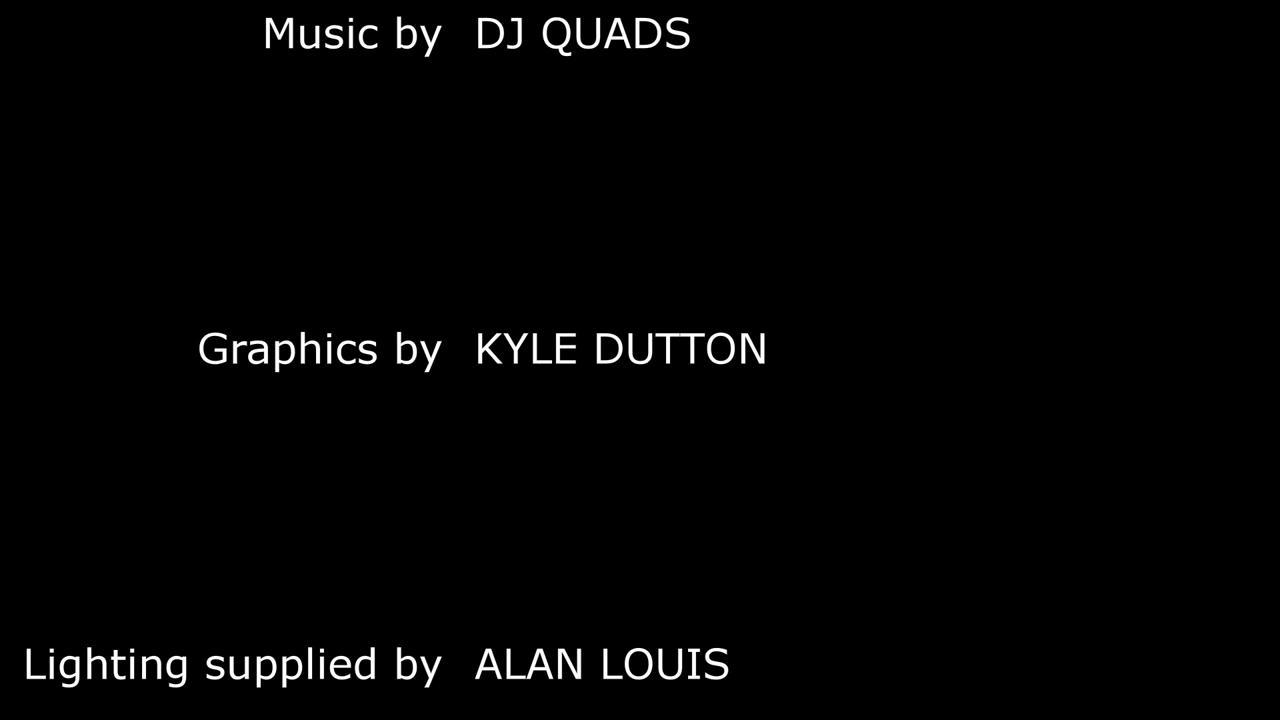 Music by DJ QUADS
Graphics by KYLE DUTTON
Lighting supplied by ALAN LOUIS